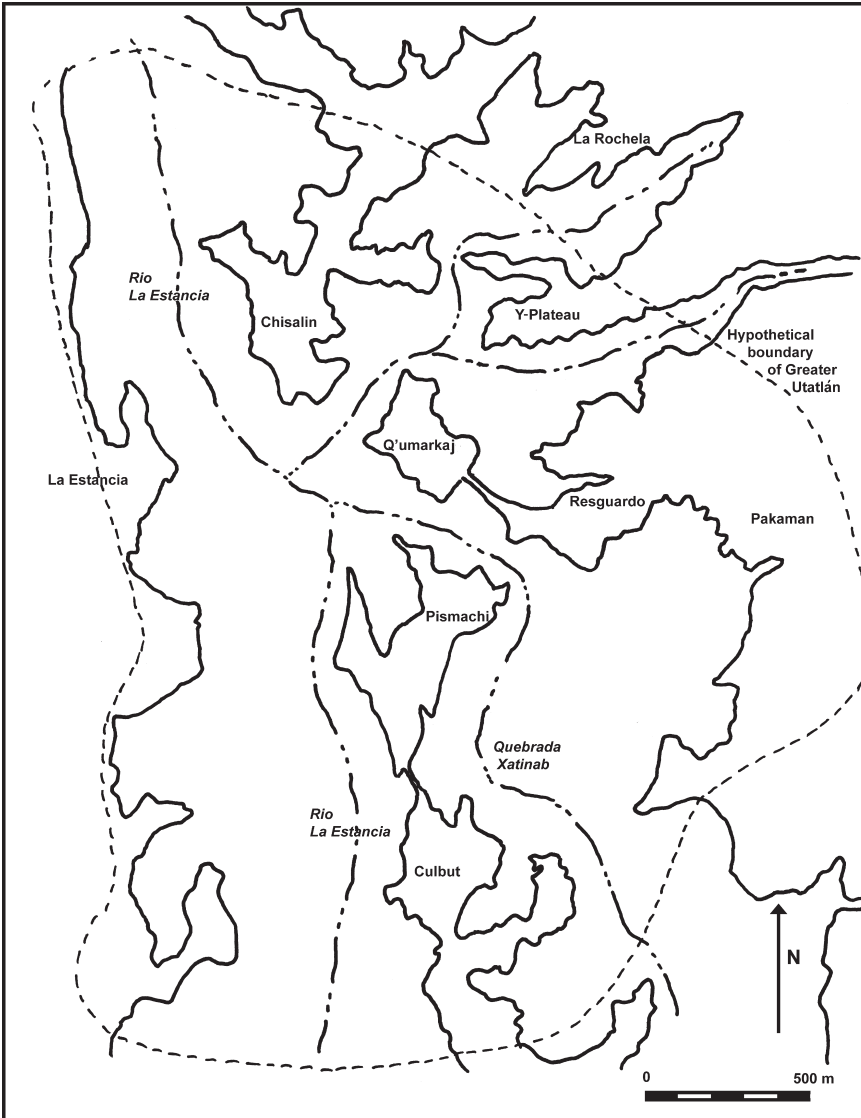 La Rochela
Rio
La Estancia
Chisalin
Y-Plateau
Hypothetical
boundary
of Greater
Utatlán
Q'umarkaj
La Estancia
Resguardo
Pakaman
Pismachi
Quebrada
Xatinab
Rio
La Estancia
Culbut
N
0 500 m